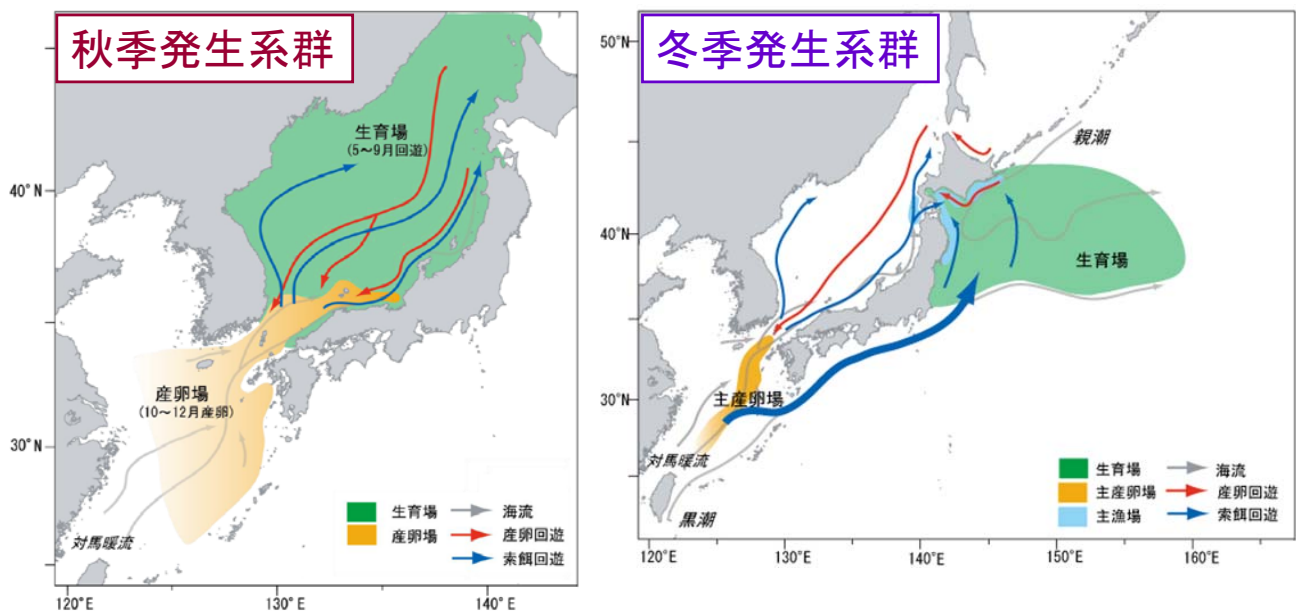 秋季発生系群
生育場
(5～9月回遊)
40°N
産卵場
(10～12月産卵)
30°N
対馬暖流
生育場
産卵場
海流
産卵回遊
索餌回遊
120°E
130°E
140°E
冬季発生系群
50°N
親潮
40°N
生育場
30°N
主産卵場
対馬暖流
黒潮
生育場
主産卵場
主漁場
海流
産卵回遊
索餌回遊
120°E
130°E
140°E
150°E
160°E